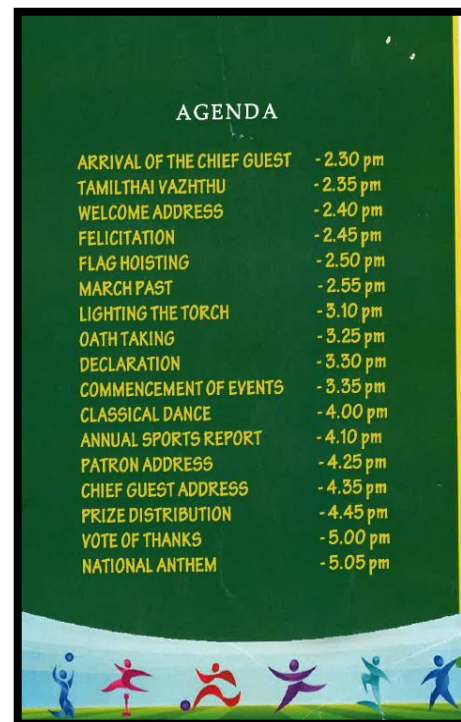 AGENDA
ARRIVAL OF THE CHIEF GUEST - 2.30 pm
TAMILTHAI VAZHTHU - 2.35 pm
WELCOME ADDRESS - 2.40 pm
FELICITATION - 2.45 pm
FLAG HOISTING - 2.50 pm
MARCH PAST - 2.55 pm
LIGHTING THE TORCH - 3.10 pm
OATH TAKING - 3.25 pm
DECLARATION - 3.30 pm
COMMENCEMENT OF EVENTS - 3.35 pm
CLASSICAL DANCE - 4.00 pm
ANNUAL SPORTS REPORT - 4.10 pm
PATRON ADDRESS - 4.25 pm
CHIEF GUEST ADDRESS - 4.35 pm
PRIZE DISTRIBUTION - 4.45 pm
VOTE OF THANKS - 5.00 pm
NATIONAL ANTHEM - 5.05 pm